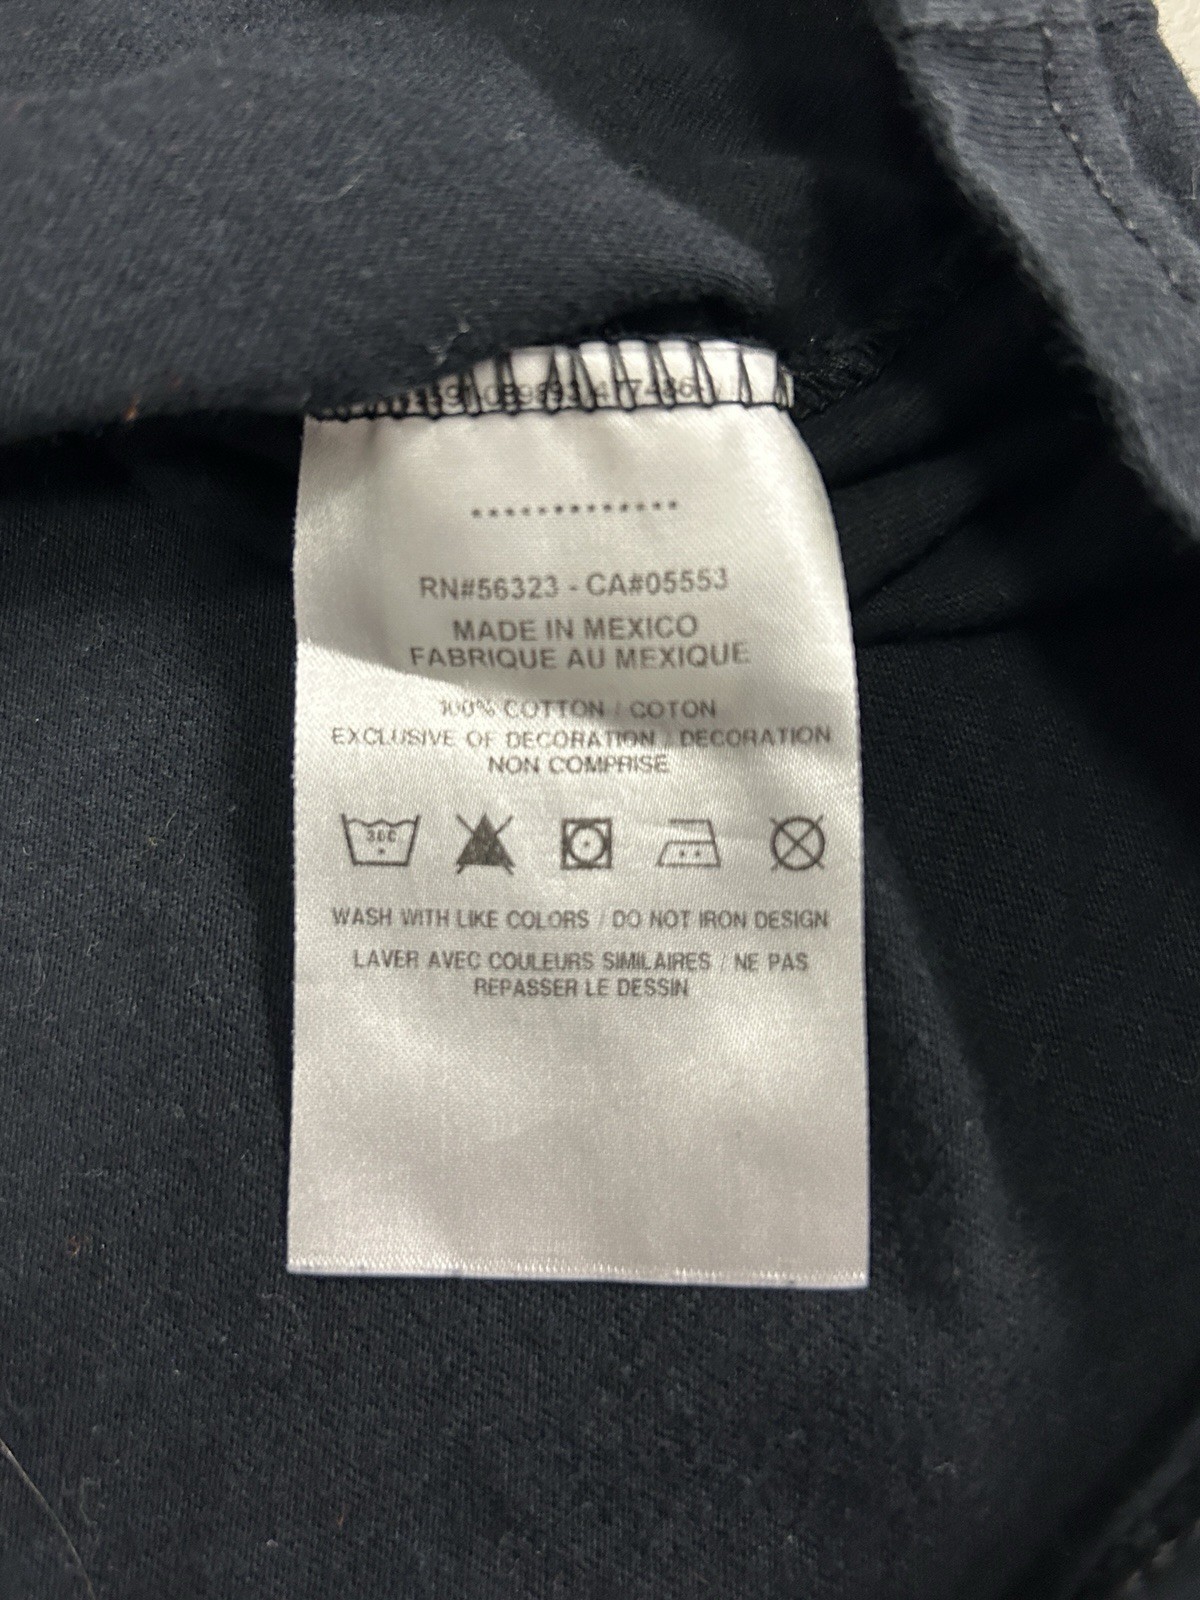 RN#56323 - CA#05553
MADE IN MEXICO
FABRIQUE AU MEXIQUE
100% COTTON / COTON
EXCLUSIVE OF DECORATION / DECORATION
NON COMPRISE
30C
WASH WITH LIKE COLORS / DO NOT IRON DESIGN
LAVER AVEC COULEURS SIMILAIRES / NE PAS
REPASSER LE DESSIN